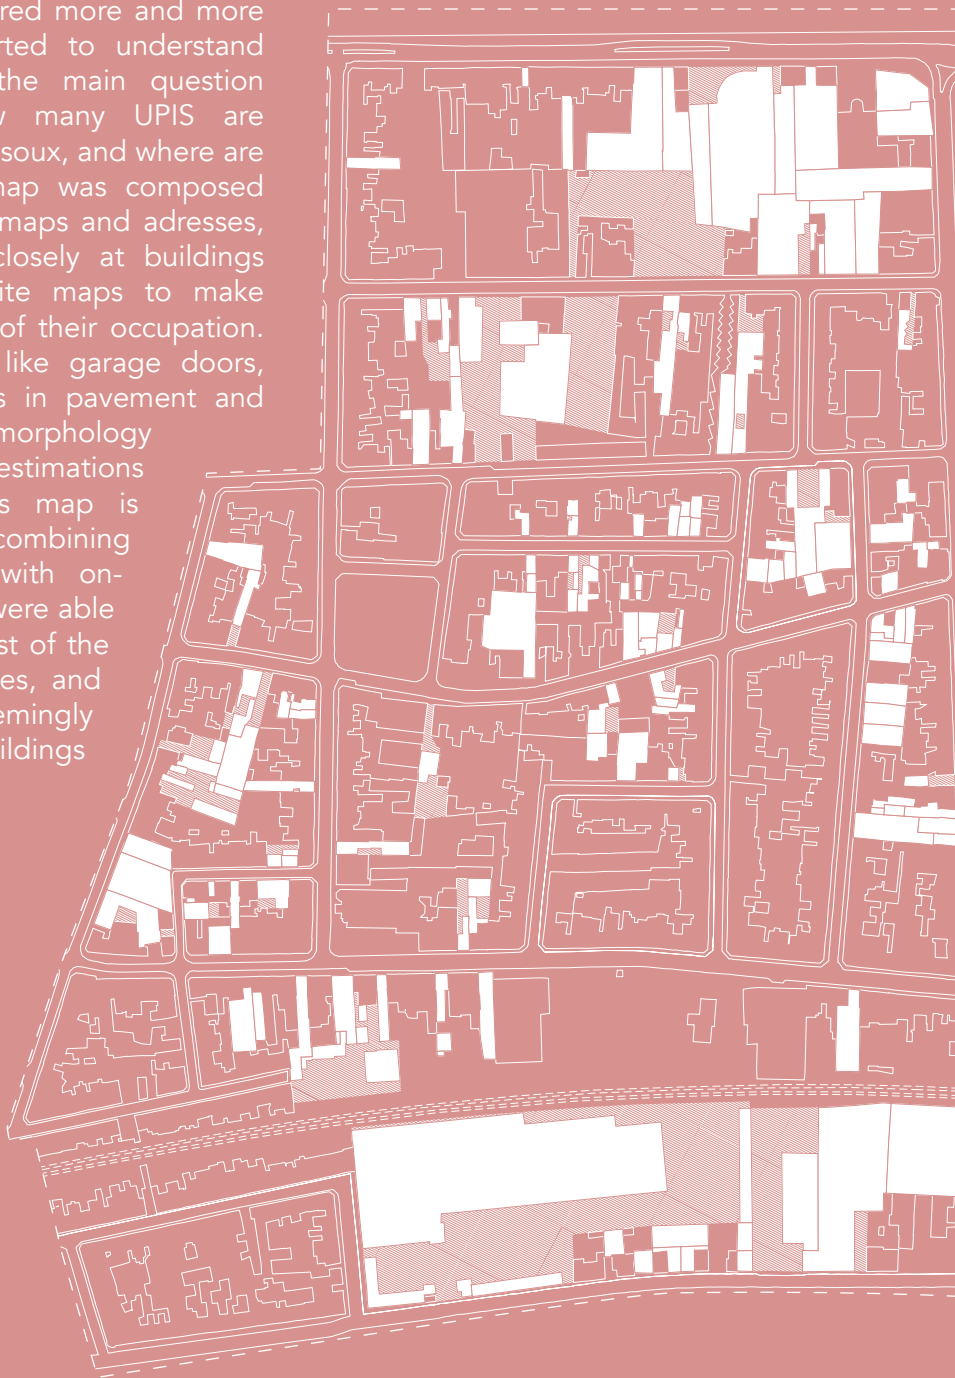 red more and more
rted to understand
the main question
many UPIS are
soux, and where are
map was composed
maps and adresses,
closely at buildings
ite maps to make
of their occupation.
like garage doors,
s in pavement and
morphology
estimations
s map is
combining
with on-
were able
st of the
es, and
emingly
ildings